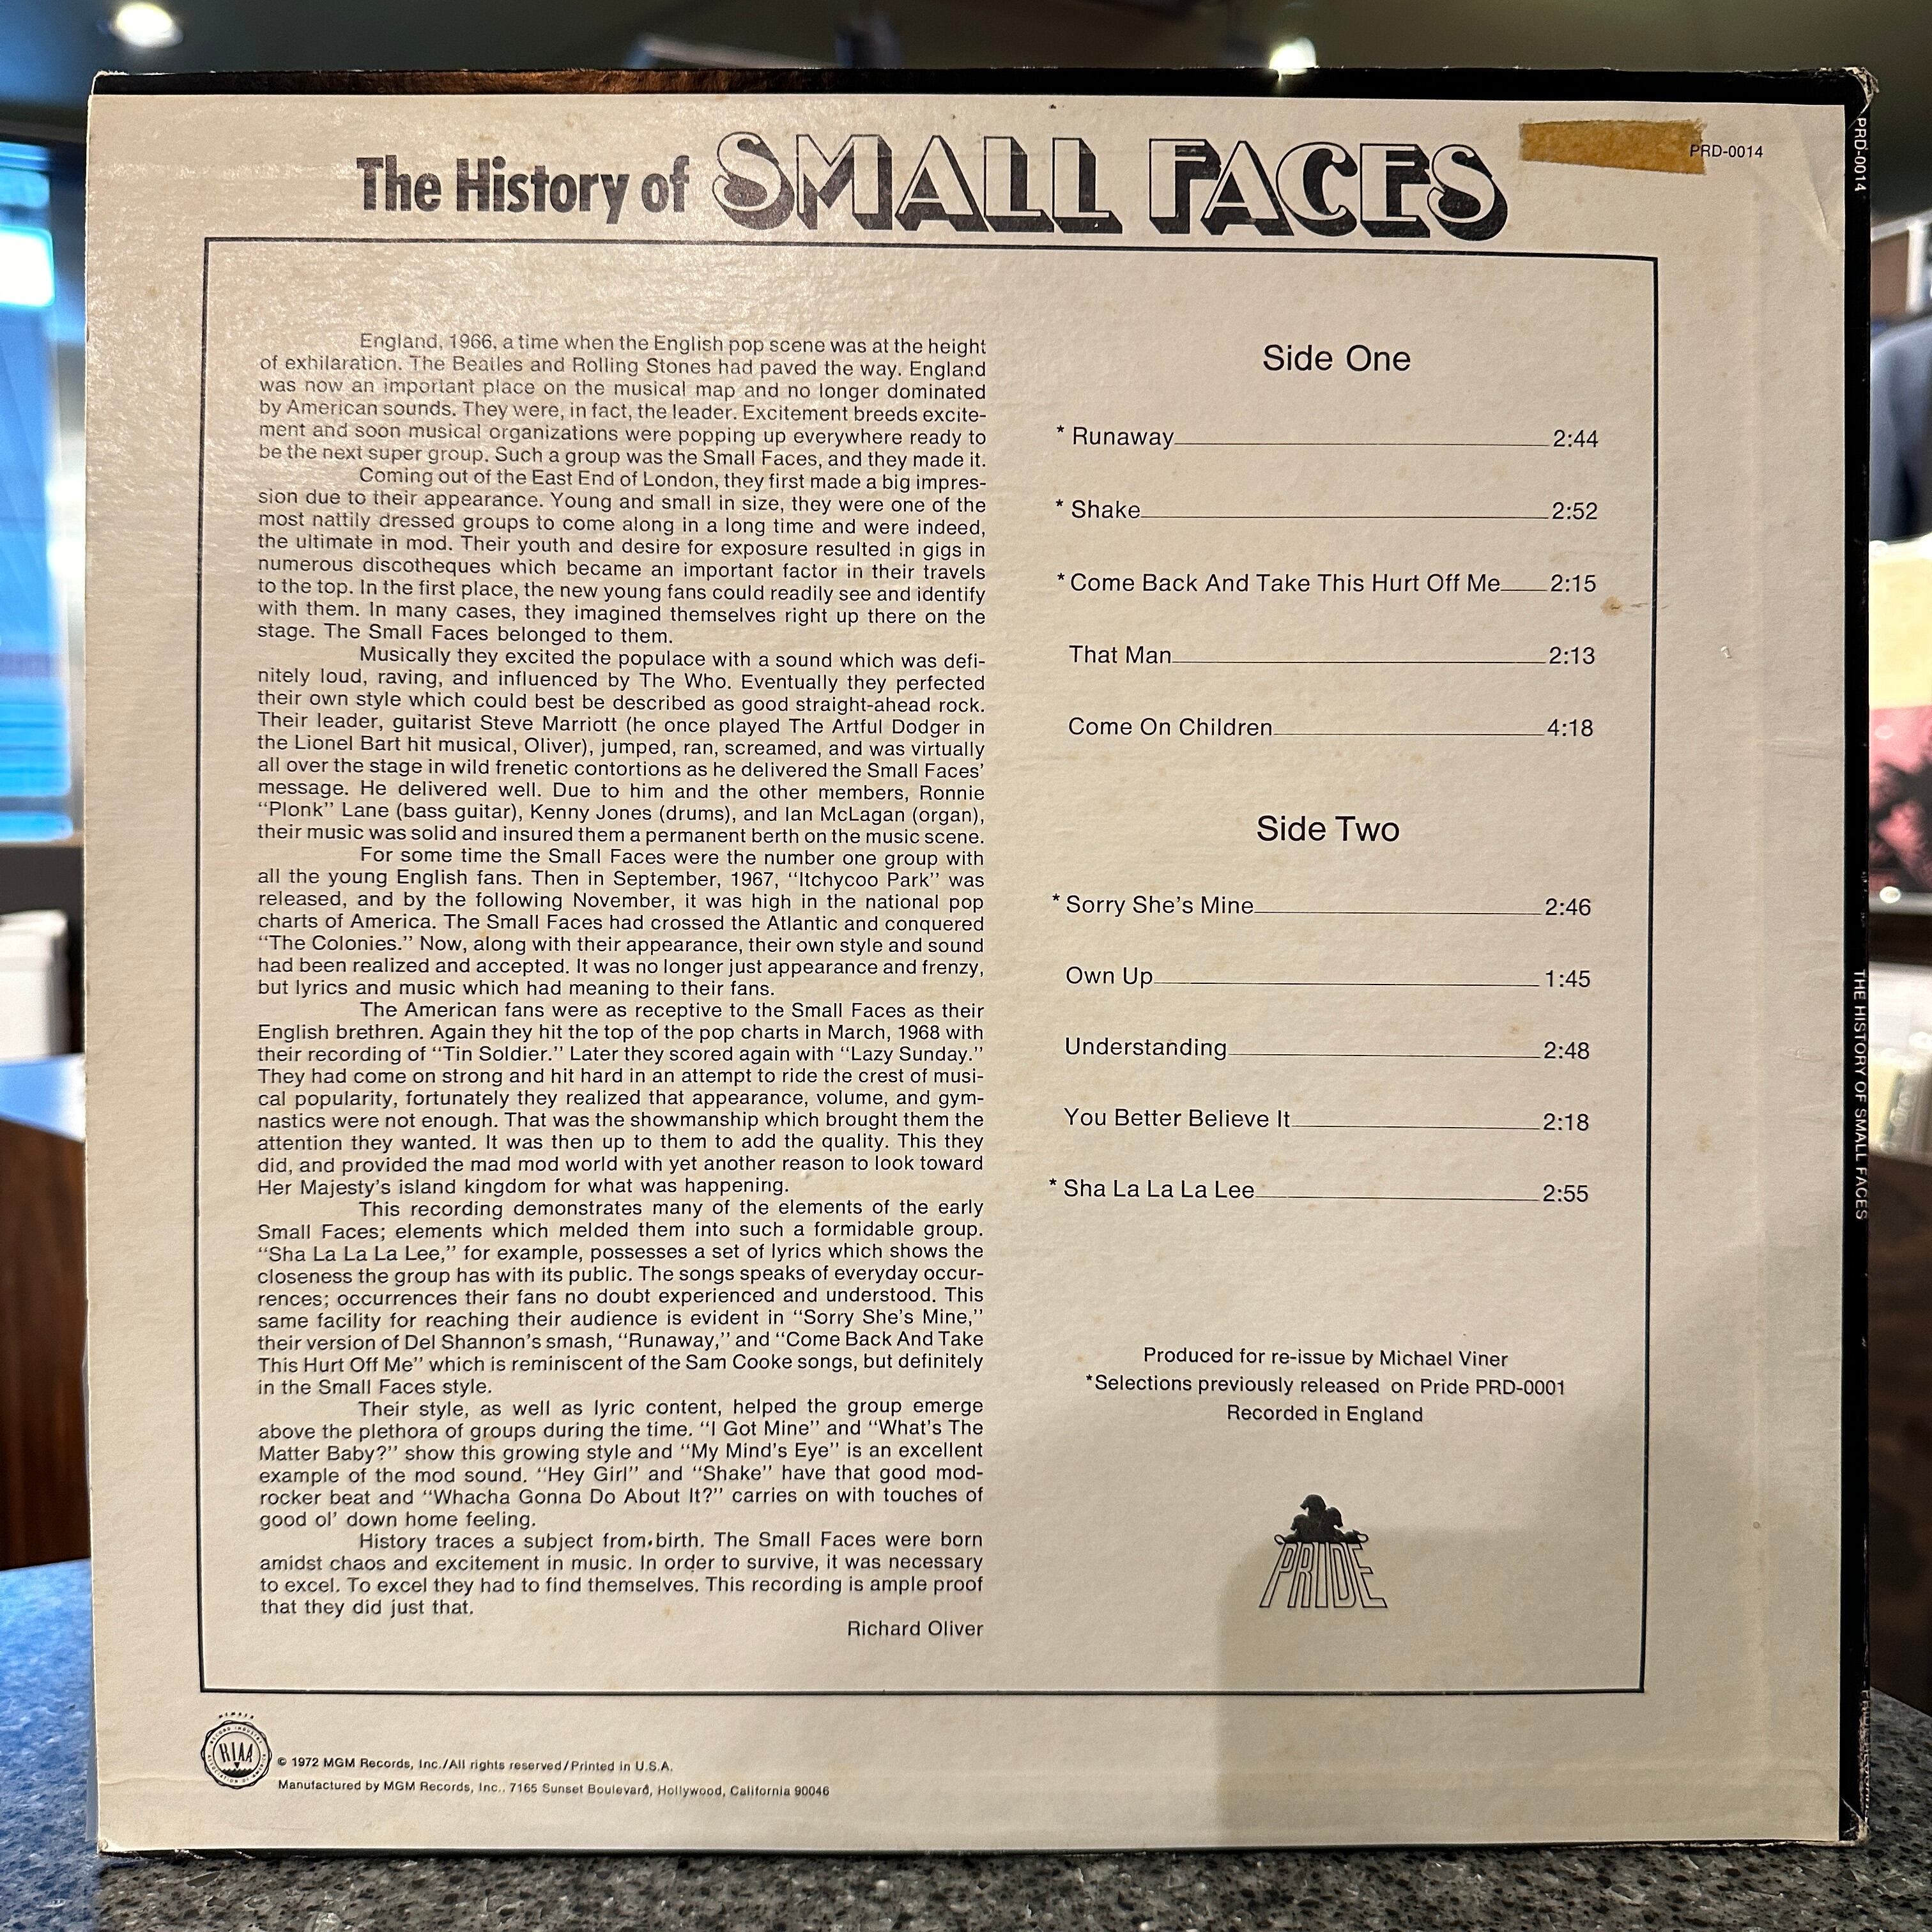 The History of SMALL FACES
PRD-0014
England, 1966, a time when the English pop scene was at the height
of exhilaration. The Beatles and Rolling Stones had paved the way. England
was now an important place on the musical map and no longer dominated
by American sounds. They were, in fact, the leader. Excitement breeds excite-
ment and soon musical organizations were popping up everywhere ready to
be the next super group. Such a group was the Small Faces, and they made it.
Coming out of the East End of London, they first made a big impres-
sion due to their appearance. Young and small in size, they were one of the
most nattily dressed groups to come along in a long time and were indeed,
the ultimate in mod. Their youth and desire for exposure resulted in gigs in
numerous discotheques which became an important factor in their travels
to the top. In the first place, the new young fans could readily see and identify
with them. In many cases, they imagined themselves right up there on the
stage. The Small Faces belonged to them.
Musically they excited the populace with a sound which was defi-
nitely loud, raving, and influenced by The Who. Eventually they perfected
their own style which could best be described as good straight-ahead rock.
Their leader, guitarist Steve Marriott (he once played The Artful Dodger in
the Lionel Bart hit musical, Oliver), jumped, ran, screamed, and was virtually
all over the stage in wild frenetic contortions as he delivered the Small Faces'
message. He delivered well. Due to him and the other members, Ronnie
"Plonk" Lane (bass guitar), Kenny Jones (drums), and Ian McLagan (organ),
their music was solid and insured them a permanent berth on the music scene.
For some time the Small Faces were the number one group with
all the young English fans. Then in September, 1967, "Itchycoo Park" was
released, and by the following November, it was high in the national pop
charts of America. The Small Faces had crossed the Atlantic and conquered
"The Colonies." Now, along with their appearance, their own style and sound
had been realized and accepted. It was no longer just appearance and frenzy,
but lyrics and music which had meaning to their fans.
The American fans were as receptive to the Small Faces as their
English brethren. Again they hit the top of the pop charts in March, 1968 with
their recording of "Tin Soldier." Later they scored again with "Lazy Sunday."
They had come on strong and hit hard in an attempt to ride the crest of musi-
cal popularity, fortunately they realized that appearance, volume, and gym-
nastics were not enough. That was the showmanship which brought them the
attention they wanted. It was then up to them to add the quality. This they
did, and provided the mad mod world with yet another reason to look toward
Her Majesty's island kingdom for what was happening.
This recording demonstrates many of the elements of the early
Small Faces; elements which melded them into such a formidable group.
"Sha La La La Lee," for example, possesses a set of lyrics which shows the
closeness the group has with its public. The songs speaks of everyday occur-
rences; occurrences their fans no doubt experienced and understood. This
same facility for reaching their audience is evident in "Sorry She's Mine,"
their version of Del Shannon's smash, "Runaway," and "Come Back And Take
This Hurt Off Me" which is reminiscent of the Sam Cooke songs, but definitely
in the Small Faces style.
Their style, as well as lyric content, helped the group emerge
above the plethora of groups during the time. "I Got Mine" and "What's The
Matter Baby?" show this growing style and "My Mind's Eye" is an excellent
example of the mod sound. "Hey Girl" and "Shake" have that good mod-
rocker beat and "Whacha Gonna Do About It?" carries on with touches of
good ol' down home feeling.
History traces a subject from birth. The Small Faces were born
amidst chaos and excitement in music. In order to survive, it was necessary
to excel. To excel they had to find themselves. This recording is ample proof
that they did just that.
Richard Oliver
Side One
* Runaway 2:44
* Shake 2:52
* Come Back And Take This Hurt Off Me 2:15
That Man 2:13
Come On Children 4:18
Side Two
* Sorry She's Mine 2:46
Own Up 1:45
Understanding 2:48
You Better Believe It 2:18
* Sha La La La Lee 2:55
Produced for re-issue by Michael Viner
*Selections previously released on Pride PRD-0001
Recorded in England
PRIDE
MEMBER
RECORDING INDUSTRY ASSOCIATION OF AMERICA
RIAA
© 1972 MGM Records, Inc./All rights reserved/Printed in U.S.A.
Manufactured by MGM Records, Inc., 7165 Sunset Boulevard, Hollywood, California 90046
PRD-0014
THE HISTORY OF SMALL FACES